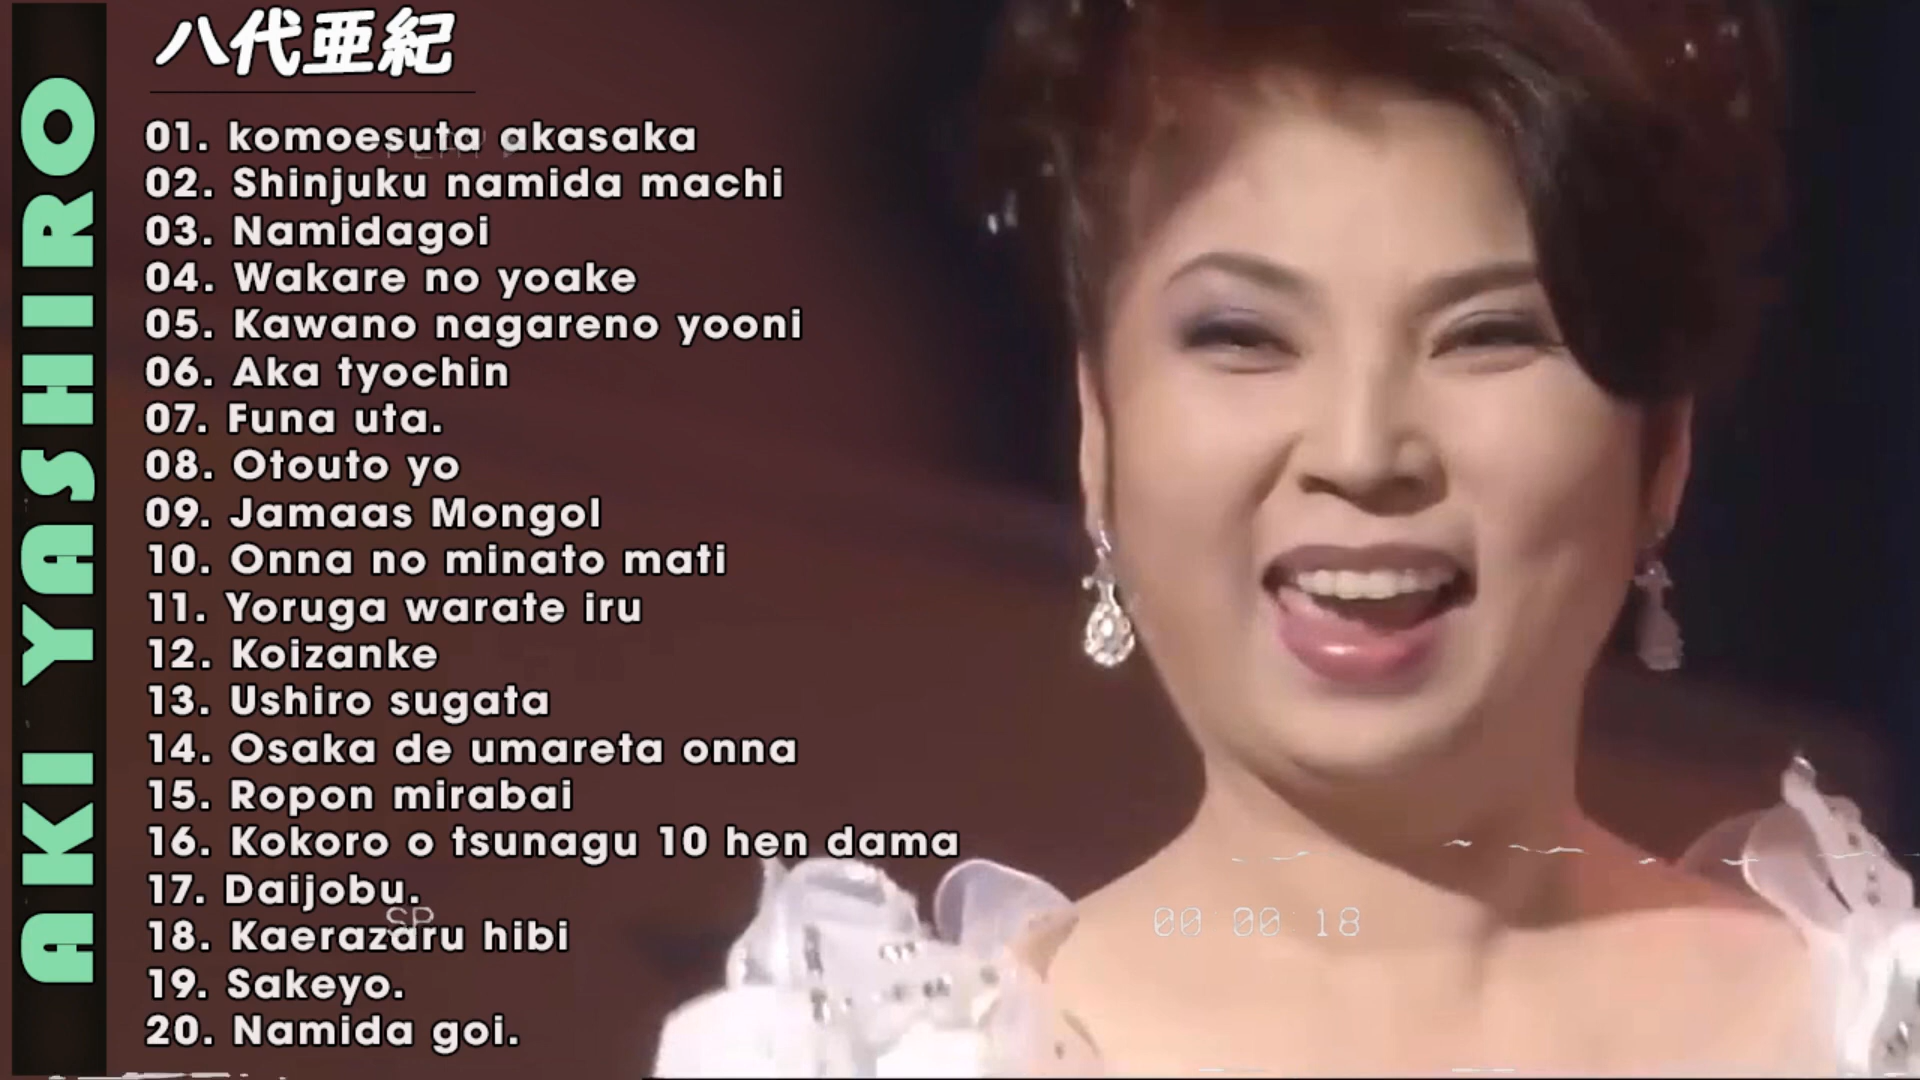 AKI YASHIRO
八代亜紀
01. komoesuta akasaka
02. Shinjuku namida machi
03. Namidagoi
04. Wakare no yoake
05. Kawano nagareno yooni
06. Aka tyochin
07. Funa uta.
08. Otouto yo
09. Jamaas Mongol
10. Onna no minato mati
11. Yoruga warate iru
12. Koizanke
13. Ushiro sugata
14. Osaka de umareta onna
15. Ropon mirabai
16. Kokoro o tsunagu 10 hen dama
17. Daijobu.
SP
00 00 18
18. Kaerazaru hibi
19. Sakeyo.
20. Namida goi.